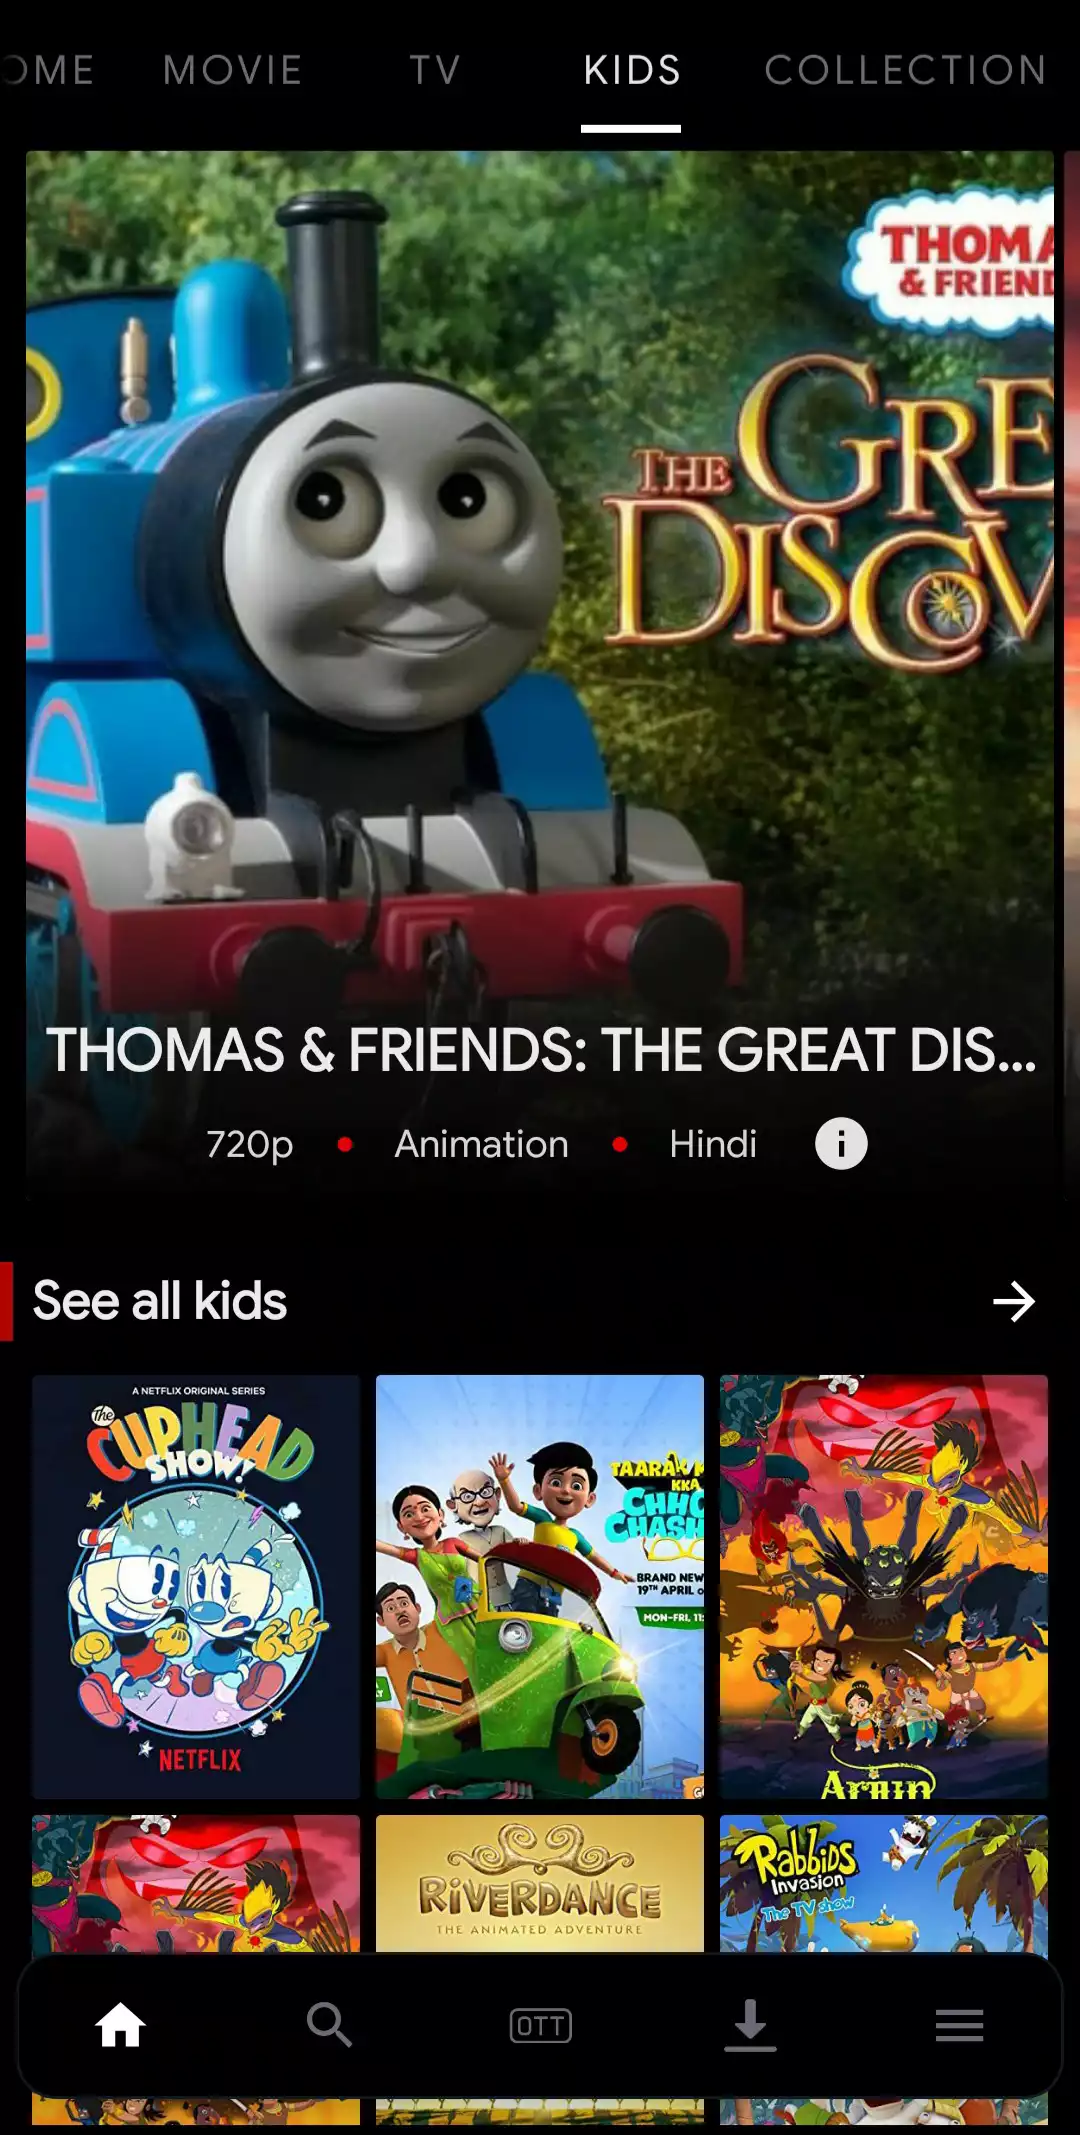 OME MOVIE TV KIDS COLLECTION
THOMA
& FRIEND
THE GRE
DISCOV
THOMAS & FRIENDS: THE GREAT DIS...
720p • Animation • Hindi
See all kids
A NETFLIX ORIGINAL SERIES
The
CUPHEAD
SHOW!
NETFLIX
TAARAK
KKA
CHHO
CHASH
BRAND NEW
19TH APRIL
MON-FRI, 11:
Arjun
RIVERDANCE
THE ANIMATED ADVENTURE
Rabbids
Invasion
The TV show
OTT